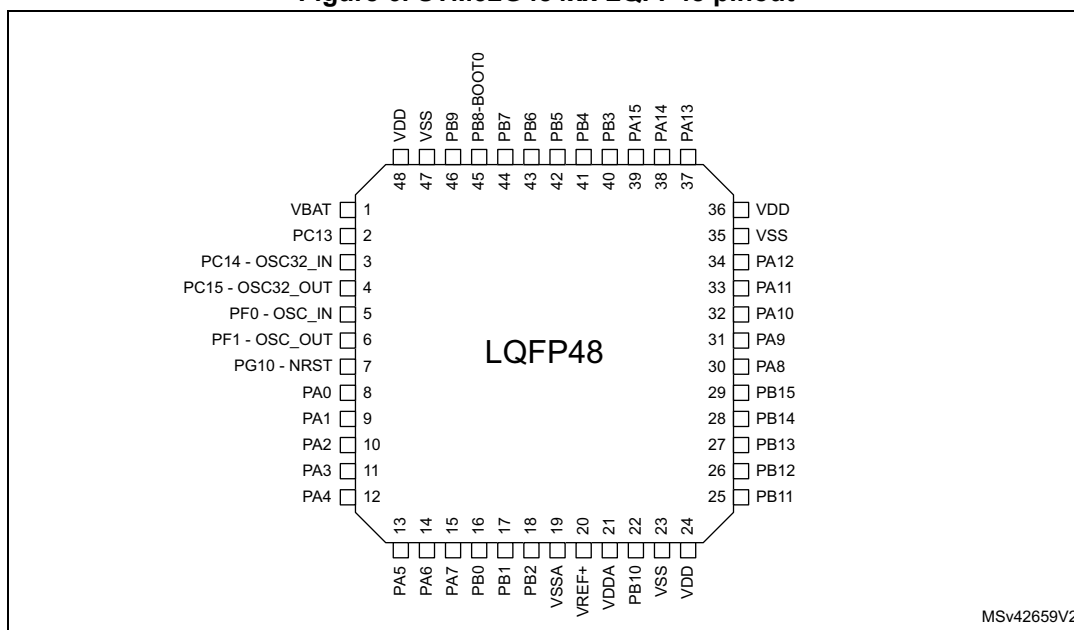 VDD
VSS
PB9
PB8-BOOT0
PB7
PB6
PB5
PB4
PB3
PA15
PA14
PA13
48
47
46
45
44
43
42
41
40
39
38
37
VBAT 1
PC13 2
PC14 - OSC32_IN 3
PC15 - OSC32_OUT 4
PF0 - OSC_IN 5
PF1 - OSC_OUT 6
PG10 - NRST 7
PA0 8
PA1 9
PA2 10
PA3 11
PA4 12
LQFP48
36 VDD
35 VSS
34 PA12
33 PA11
32 PA10
31 PA9
30 PA8
29 PB15
28 PB14
27 PB13
26 PB12
25 PB11
13
14
15
16
17
18
19
20
21
22
23
24
PA5
PA6
PA7
PB0
PB1
PB2
VSSA
VREF+
VDDA
PB10
VSS
VDD
MSv42659V2